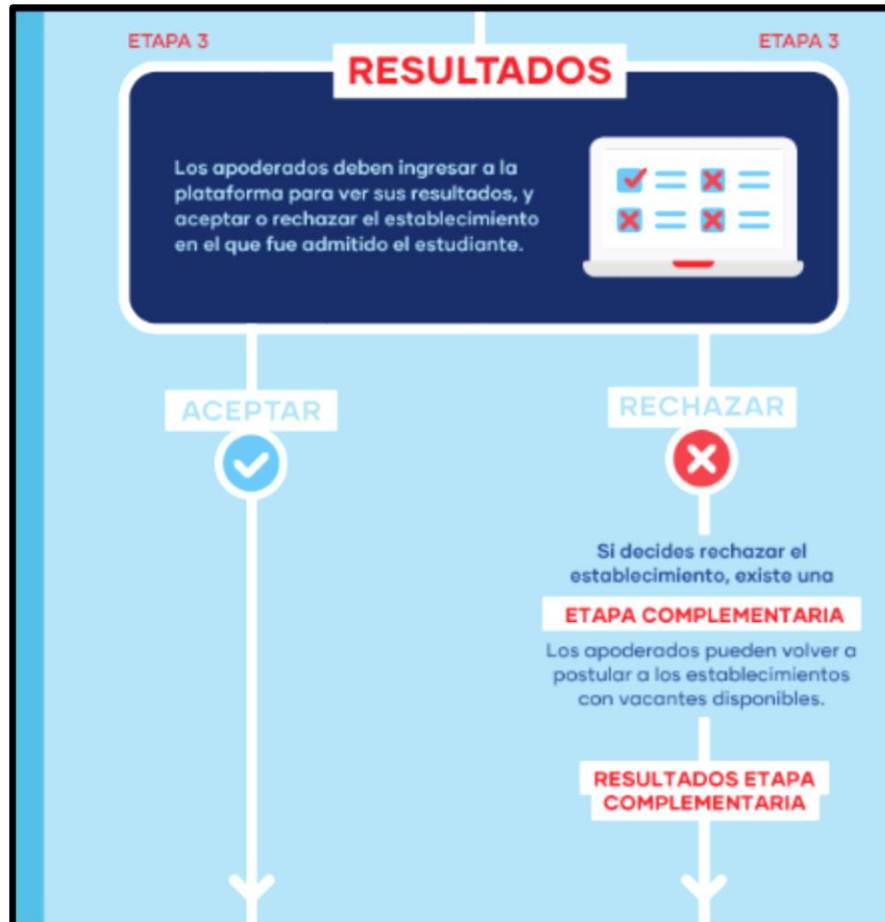 ETAPA 3
ETAPA 3
RESULTADOS
Los apoderados deben ingresar a la
plataforma para ver sus resultados, y
aceptar o rechazar el establecimiento
en el que fue admitido el estudiante.
ACEPTAR
RECHAZAR
Si decides rechazar el
establecimiento, existe una
ETAPA COMPLEMENTARIA
Los apoderados pueden volver a
postular a los establecimientos
con vacantes disponibles.
RESULTADOS ETAPA
COMPLEMENTARIA